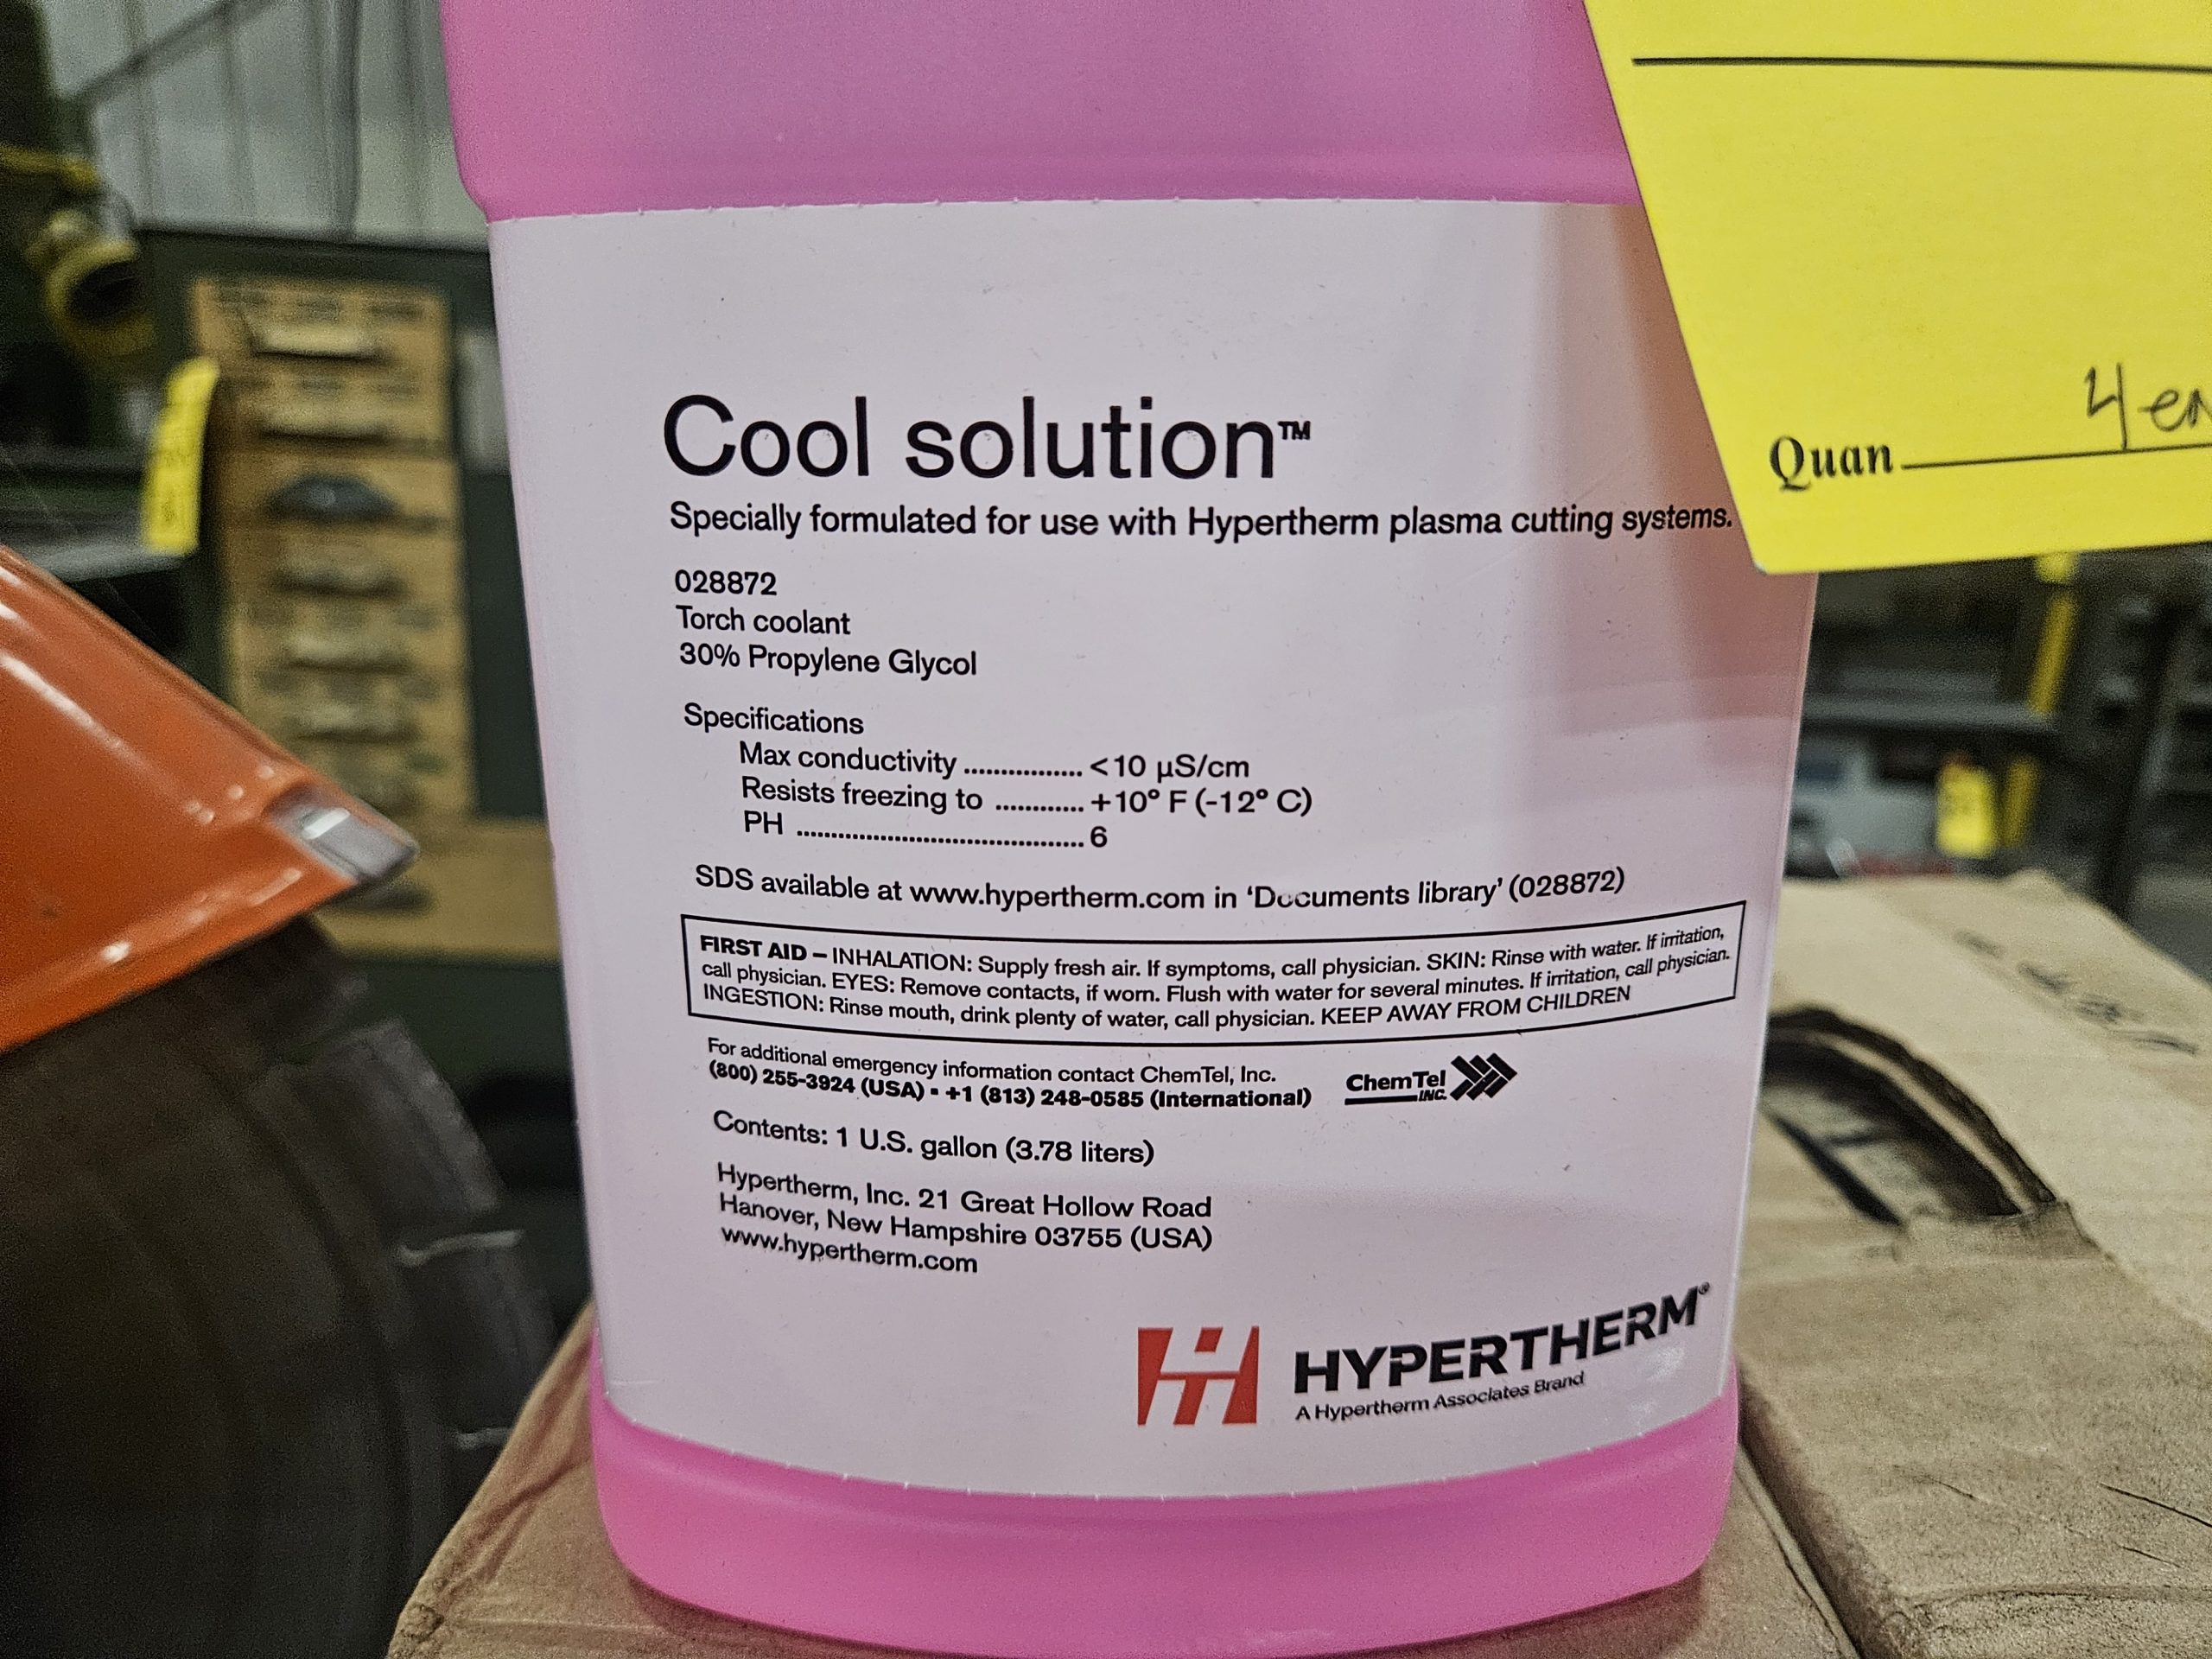 Cool solution™
Specially formulated for use with Hypertherm plasma cutting systems.
028872
Torch coolant
30% Propylene Glycol
Specifications
Max conductivity ................. <10 µS/cm
Resists freezing to ............. +10° F (-12° C)
PH .......................................... 6
SDS available at www.hypertherm.com in ‘Documents library’ (028872)
FIRST AID – INHALATION: Supply fresh air. If symptoms, call physician. SKIN: Rinse with water. If irritation,
call physician. EYES: Remove contacts, if worn. Flush with water for several minutes. If irritation, call physician.
INGESTION: Rinse mouth, drink plenty of water, call physician. KEEP AWAY FROM CHILDREN
For additional emergency information contact ChemTel, Inc.
(800) 255-3924 (USA) ▪ +1 (813) 248-0585 (International)
ChemTel
INC.
Contents: 1 U.S. gallon (3.78 liters)
Hypertherm, Inc. 21 Great Hollow Road
Hanover, New Hampshire 03755 (USA)
www.hypertherm.com
HYPERTHERM®
A Hypertherm Associates Brand
Quan 4